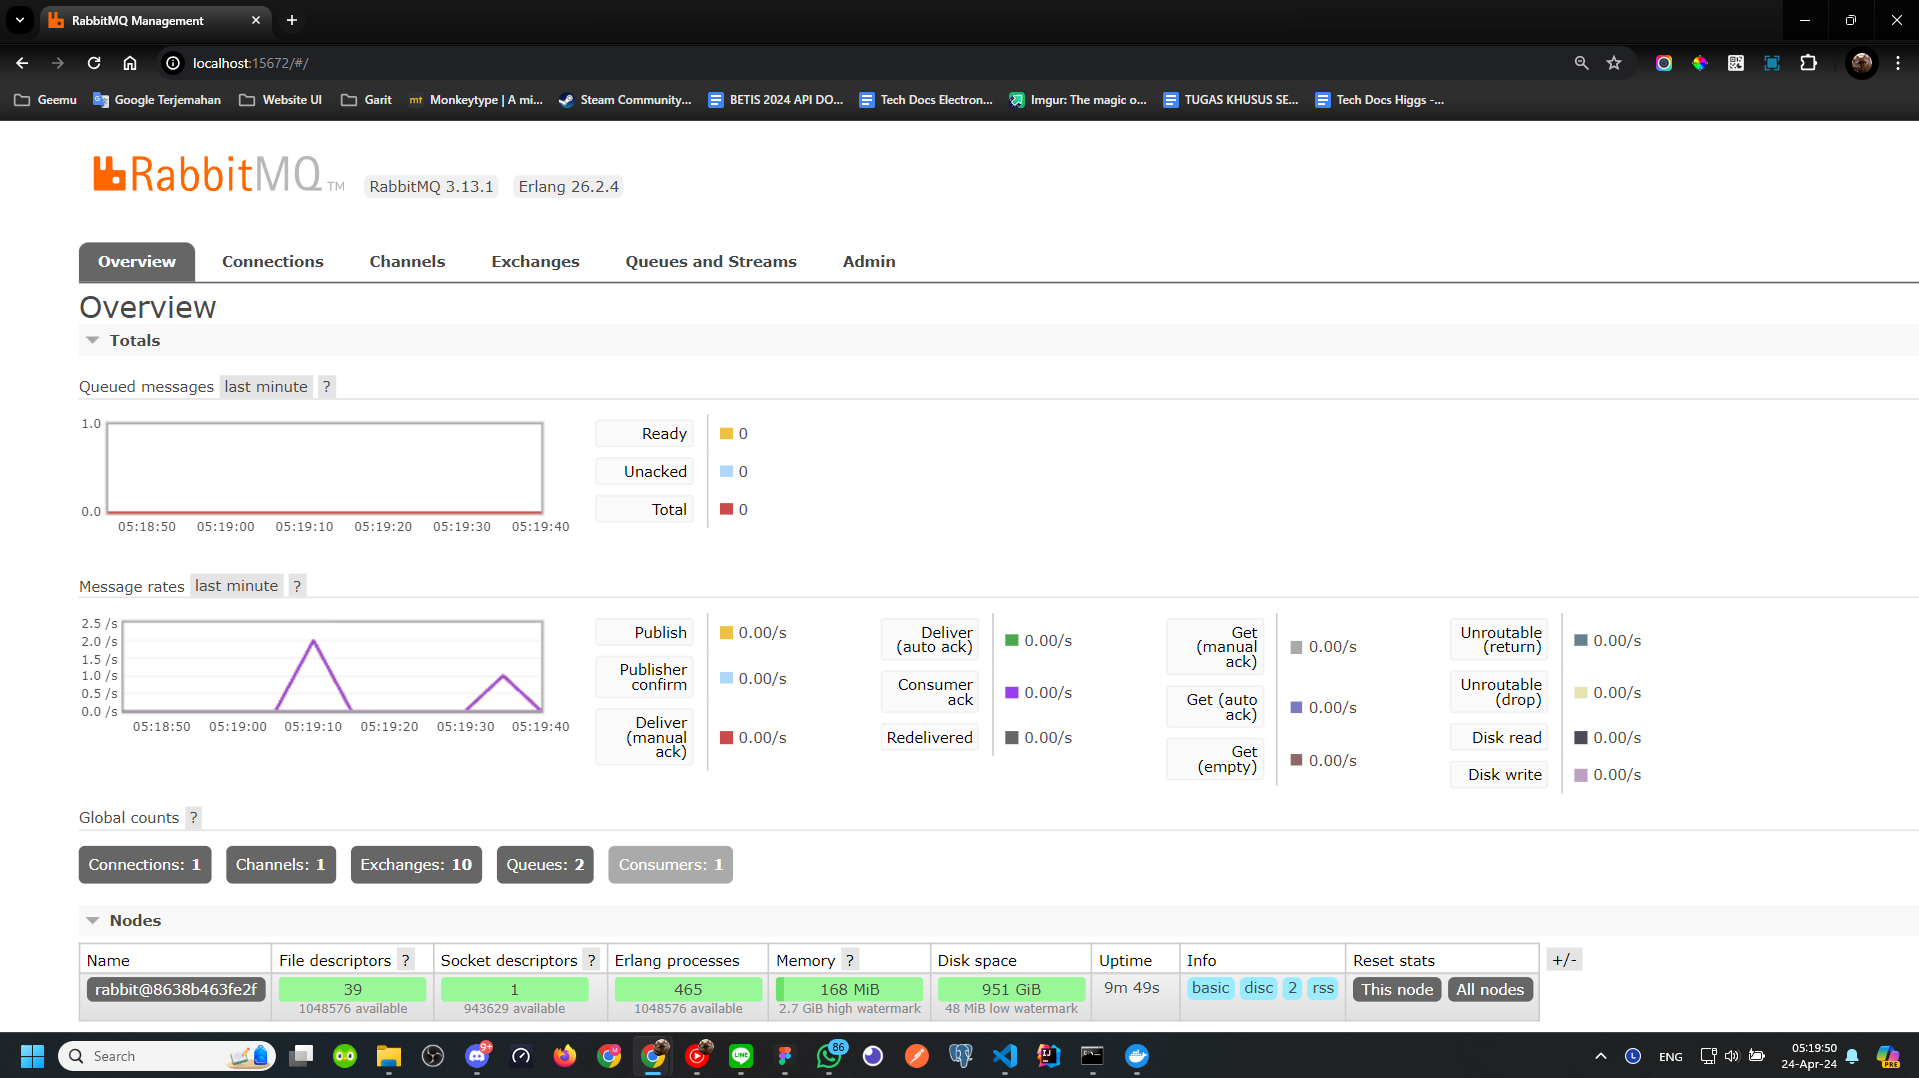 RabbitMQ Management
localhost:15672/#/
Geemu
Google Terjemahan
Website UI
Garit
mt Monkeytype | A mi...
Steam Community...
BETIS 2024 API DO...
Tech Docs Electron...
Imgur: The magic o...
TUGAS KHUSUS SE...
Tech Docs Higgs -...
RabbitMQ TM RabbitMQ 3.13.1 Erlang 26.2.4
Overview Connections Channels Exchanges Queues and Streams Admin
Overview
Totals
Queued messages last minute ?
1.0
0.0
05:18:50 05:19:00 05:19:10 05:19:20 05:19:30 05:19:40
Ready 0
Unacked 0
Total 0
Message rates last minute ?
2.5 /s
2.0 /s
1.5 /s
1.0 /s
0.5 /s
0.0 /s
05:18:50 05:19:00 05:19:10 05:19:20 05:19:30 05:19:40
Publish 0.00/s
Publisher
confirm 0.00/s
Deliver
(manual 0.00/s
ack)
Deliver
(auto ack) 0.00/s
Consumer
ack 0.00/s
Redelivered 0.00/s
Get
(manual 0.00/s
ack)
Get (auto
ack) 0.00/s
Get
(empty) 0.00/s
Unroutable
(return) 0.00/s
Unroutable
(drop) 0.00/s
Disk read 0.00/s
Disk write 0.00/s
Global counts ?
Connections: 1 Channels: 1 Exchanges: 10 Queues: 2 Consumers: 1
Nodes
Name File descriptors ? Socket descriptors ? Erlang processes Memory ? Disk space Uptime Info Reset stats +/-
rabbit@8638b463fe2f 39 1 465 168 MiB 951 GiB 9m 49s basic disc 2 rss This node All nodes
1048576 available 943629 available 1048576 available 2.7 GiB high watermark 48 MiB low watermark
Search 9+ 86 LINE ENG 05:19:50
24-Apr-24 PRE